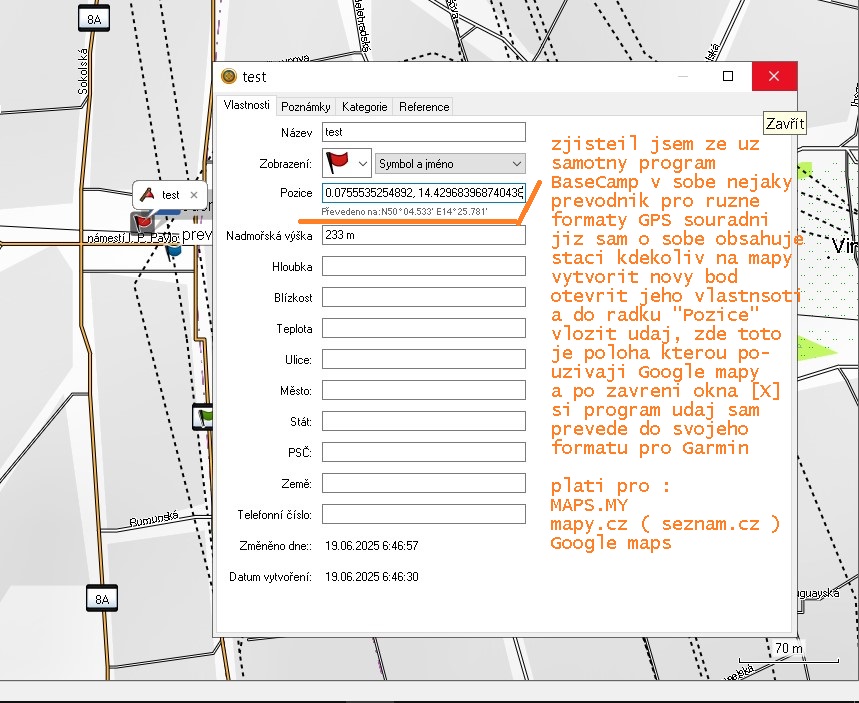 8A
Sokolská
Bělehradská
test
Vlastnosti
Poznámky
Kategorie
Reference
Zavřít
Název
test
Zobrazení:
Symbol a jméno
Pozice
0.0755535254892, 14.429683968740438
Převedeno na:N50°04.533' E14°25.781'
Nadmořská výška
233 m
Hloubka
Blízkost
Teplota
Ulice:
Město:
Stát:
PSČ:
Země:
Telefonní číslo:
Změněno dne::
19.06.2025 6:46:57
Datum vytvoření:
19.06.2025 6:46:30
zjisteil jsem ze uz
samotny program
BaseCamp v sobe nejaky
prevodnik pro ruzne
formaty GPS souradni
jiz sam o sobe obsahuje
staci kdekoliv na mapy
vytvorit novy bod
otevrit jeho vlastnsoti
a do radku "Pozice"
vlozit udaj, zde toto
je poloha kterou po-
uzivaji Google mapy
a po zavreni okna [X]
si program udaj sam
prevede do svojeho
formatu pro Garmin
plati pro :
MAPS.MY
mapy.cz ( seznam.cz )
Google maps
test
náměstí I. P. Pavlo
prev
Vin
Rumunská
8A
uguayská
70 m